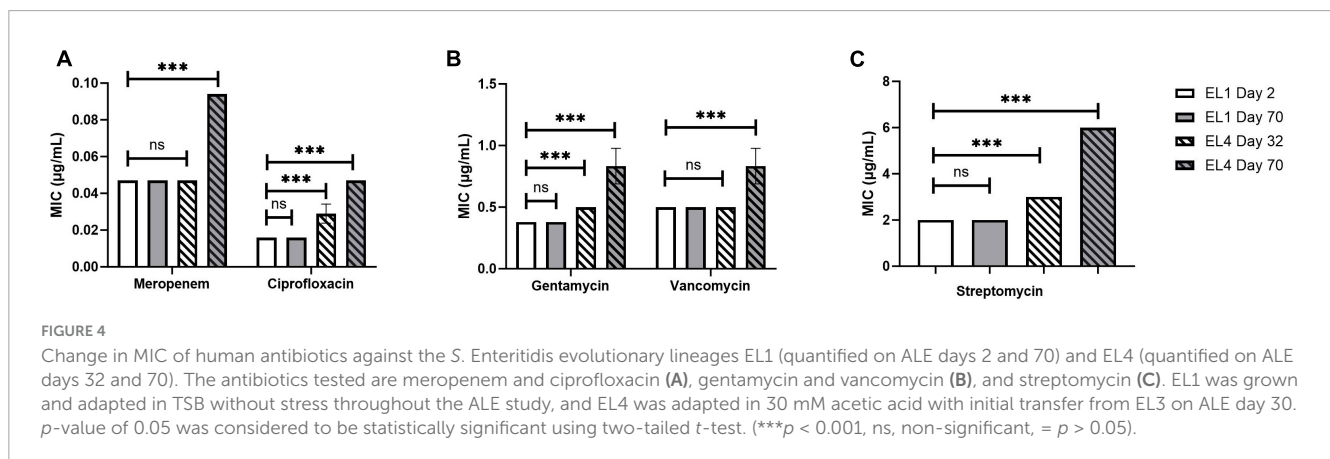 A
***
ns
***
***
ns
0.10
0.08
0.06
0.04
0.02
0.00
MIC (µg/mL)
Meropenem
Ciprofloxacin
B
***
***
ns
***
ns
1.5
1.0
0.5
0.0
MIC (µg/mL)
Gentamycin
Vancomycin
C
***
***
ns
8
6
4
2
0
MIC (µg/mL)
Streptomycin
EL1 Day 2
EL1 Day 70
EL4 Day 32
EL4 Day 70
FIGURE 4
Change in MIC of human antibiotics against the S. Enteritidis evolutionary lineages EL1 (quantified on ALE days 2 and 70) and EL4 (quantified on ALE
days 32 and 70). The antibiotics tested are meropenem and ciprofloxacin (A), gentamycin and vancomycin (B), and streptomycin (C). EL1 was grown
and adapted in TSB without stress throughout the ALE study, and EL4 was adapted in 30 mM acetic acid with initial transfer from EL3 on ALE day 30.
p-value of 0.05 was considered to be statistically significant using two-tailed t-test. (***p < 0.001, ns, non-significant, = p > 0.05).